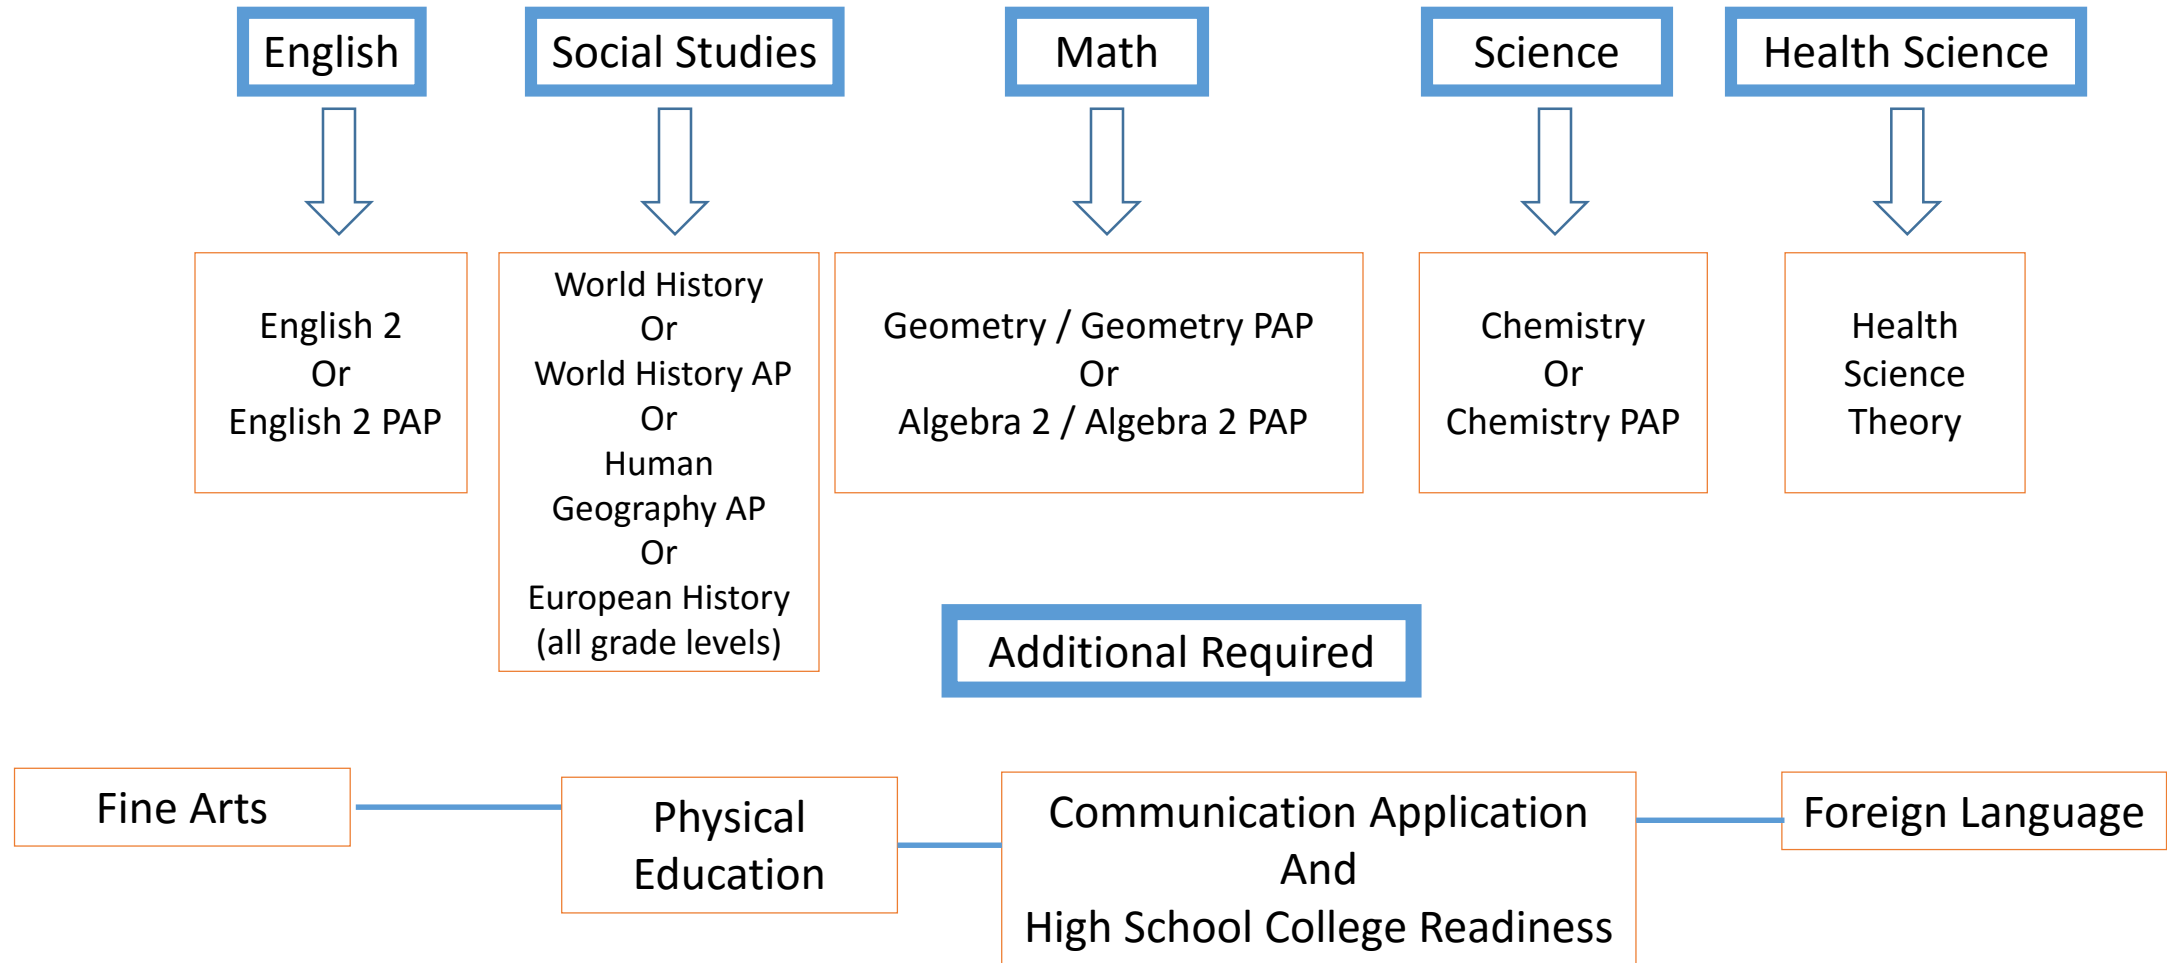 English
Social Studies
Math
Science
Health Science
English 2
Or
English 2 PAP
World History
Or
World History AP
Or
Human
Geography AP
Or
European History
(all grade levels)
Geometry / Geometry PAP
Or
Algebra 2 / Algebra 2 PAP
Chemistry
Or
Chemistry PAP
Health
Science
Theory
Additional Required
Fine Arts
Physical
Education
Communication Application
And
High School College Readiness
Foreign Language